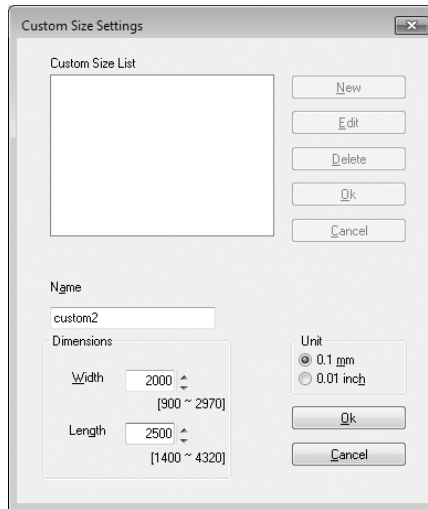 Custom Size Settings
Custom Size List
New
Edit
Delete
Ok
Cancel
Name
custom2
Dimensions
Width 2000
[900 ~ 2970]
Length 2500
[1400 ~ 4320]
Unit
0.1 mm
0.01 inch
Ok
Cancel